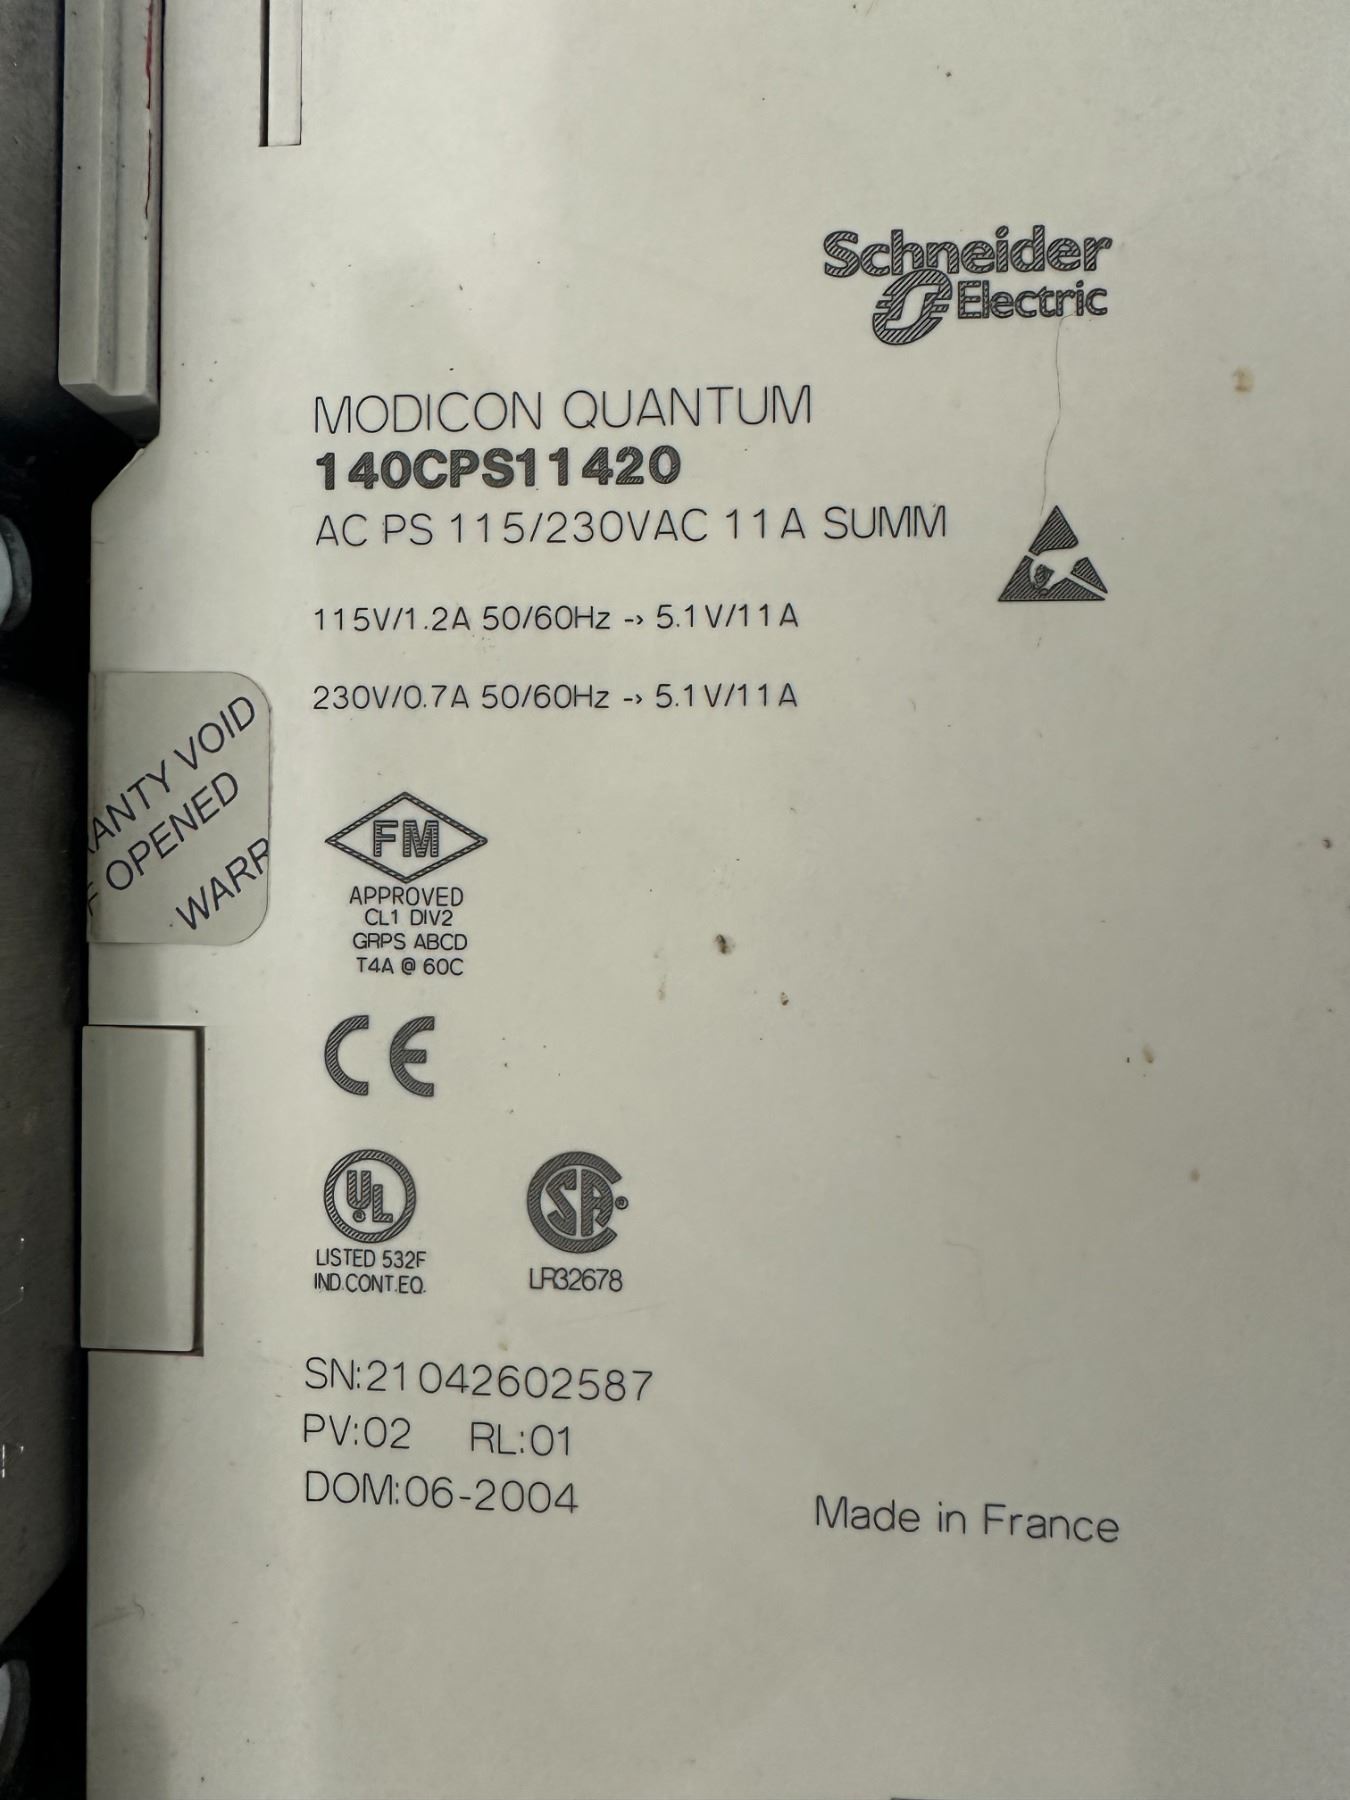 Schneider
Electric
MODICON QUANTUM
140CPS11420
AC PS 115/230VAC 11A SUMM
115V/1.2A 50/60Hz -> 5.1V/11A
230V/0.7A 50/60Hz -> 5.1V/11A
RANTY VOID
F OPENED
WARR
FM
APPROVED
CL1 DIV2
GRPS ABCD
T4A @ 60C
CE
UL
LISTED 532F
IND.CONT.EQ.
SA
LR32678
SN:21042602587
PV:02 RL:01
DOM:06-2004
Made in France